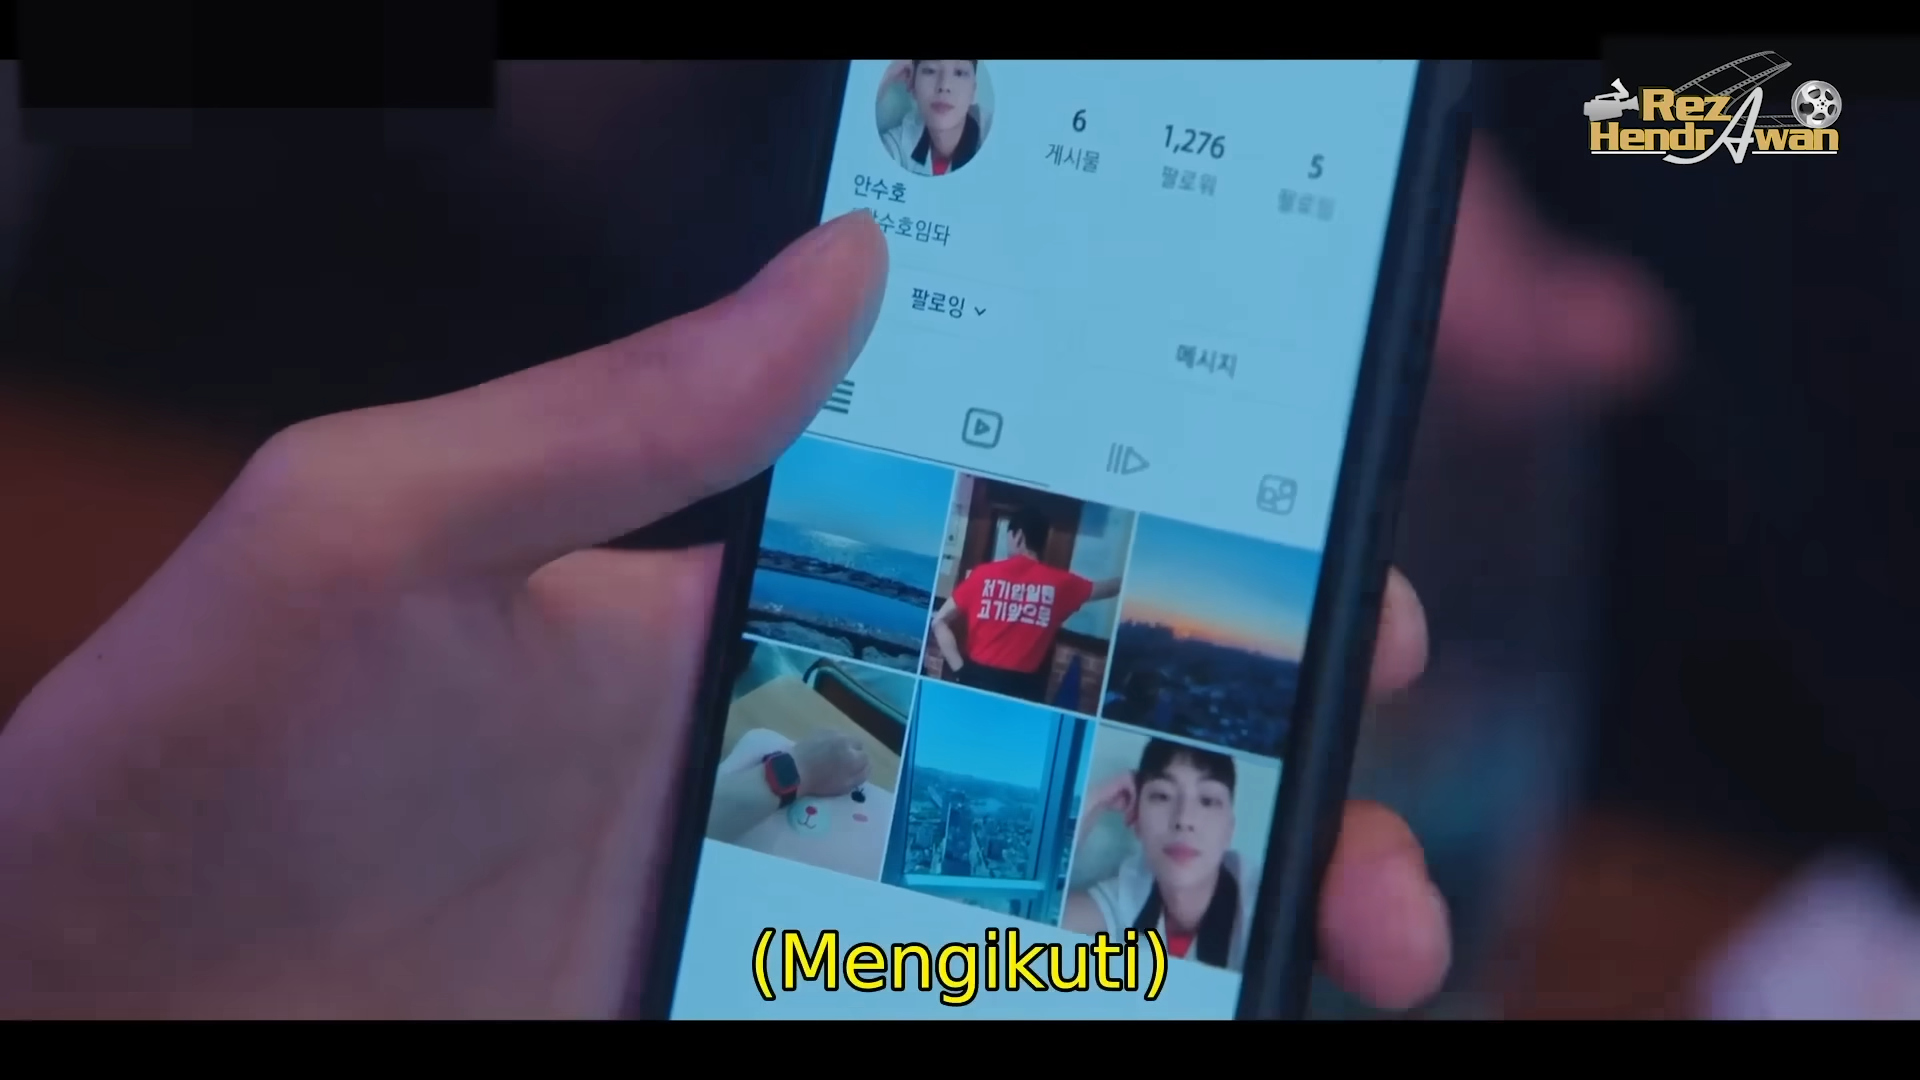 Rez
HendrAwan
6
게시물
1,276
팔로워
5
안수호
수호임돠
팔로잉
메시지
저기압일땐
고기앞으로
(Mengikuti)